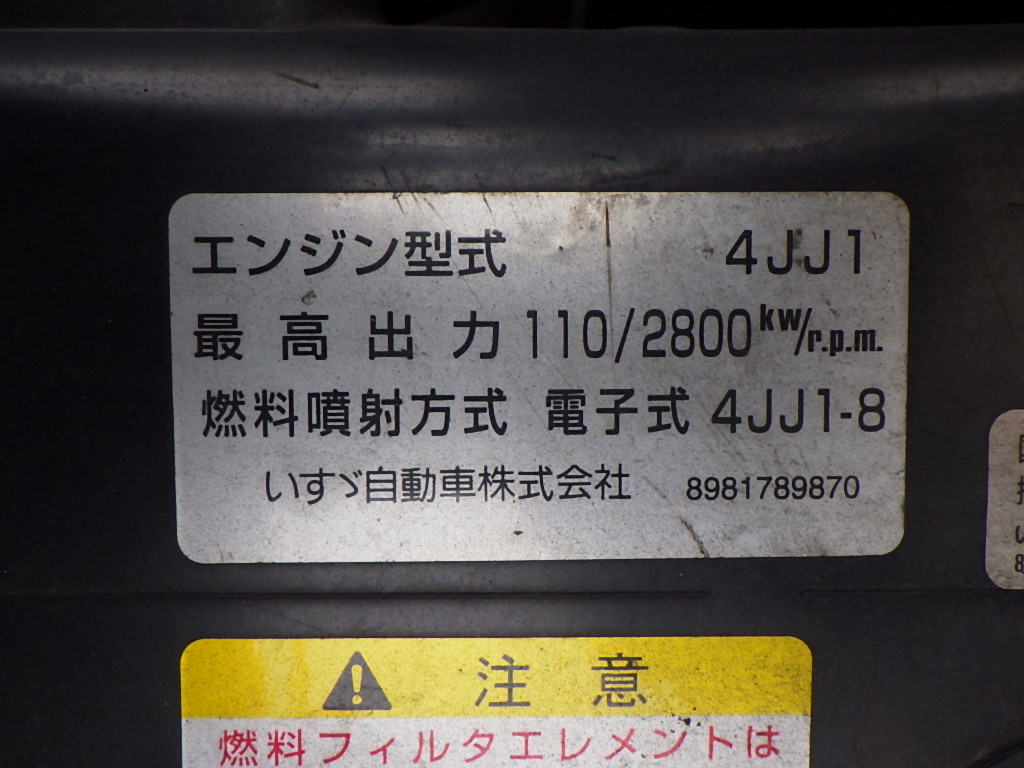 エンジン型式 4JJ1
最高出力 110/2800kw/r.p.m.
燃料噴射方式 電子式 4JJ1-8
いすゞ自動車株式会社 8981789870
注意
燃料フィルタエレメントは